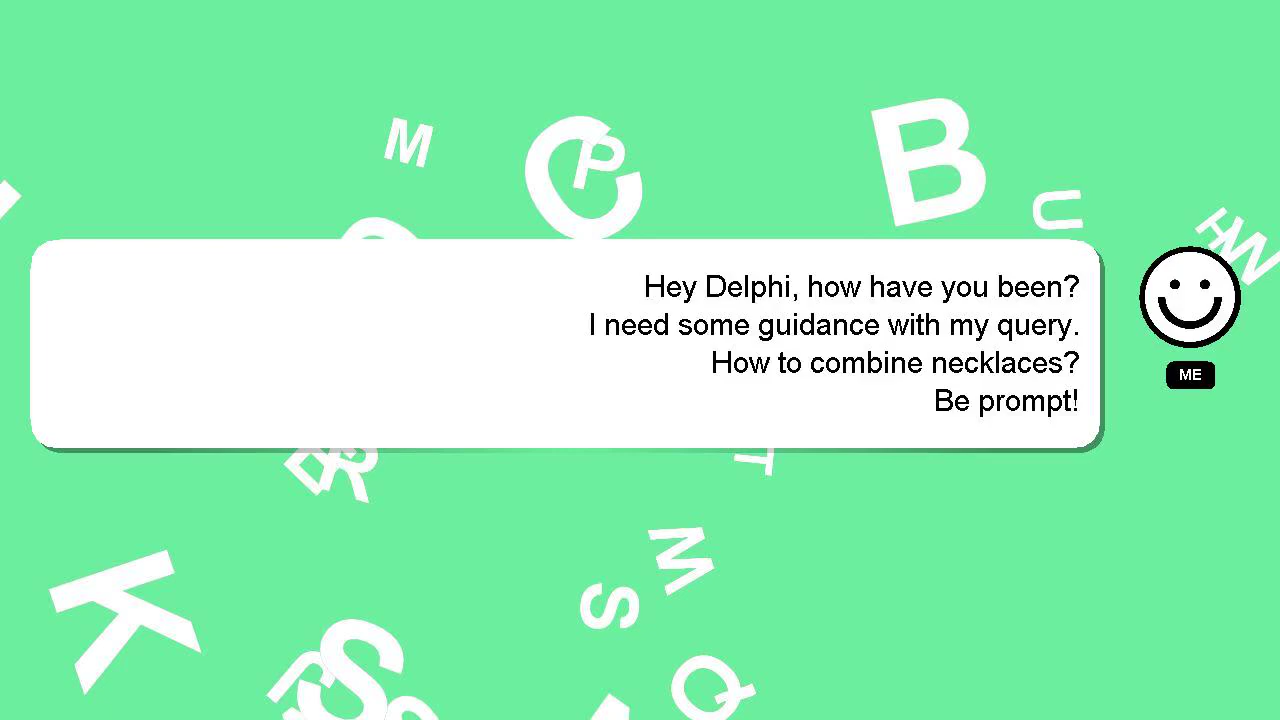 Hey Delphi, how have you been?
I need some guidance with my query.
How to combine necklaces?
Be prompt!
ME
M
C
P
B
U
H
W
R
T
K
M
S
S
Q